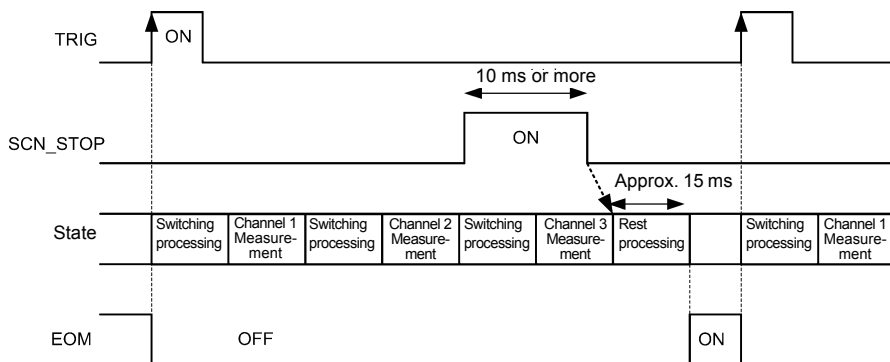 TRIG
ON
10 ms or more
SCN_STOP
ON
Approx. 15 ms
State
Switching
processing
Channel 1
Measure-
ment
Switching
processing
Channel 2
Measure-
ment
Switching
processing
Channel 3
Measure-
ment
Rest
processing
Switching
processing
Channel 1
Measure-
ment
EOM
OFF
ON